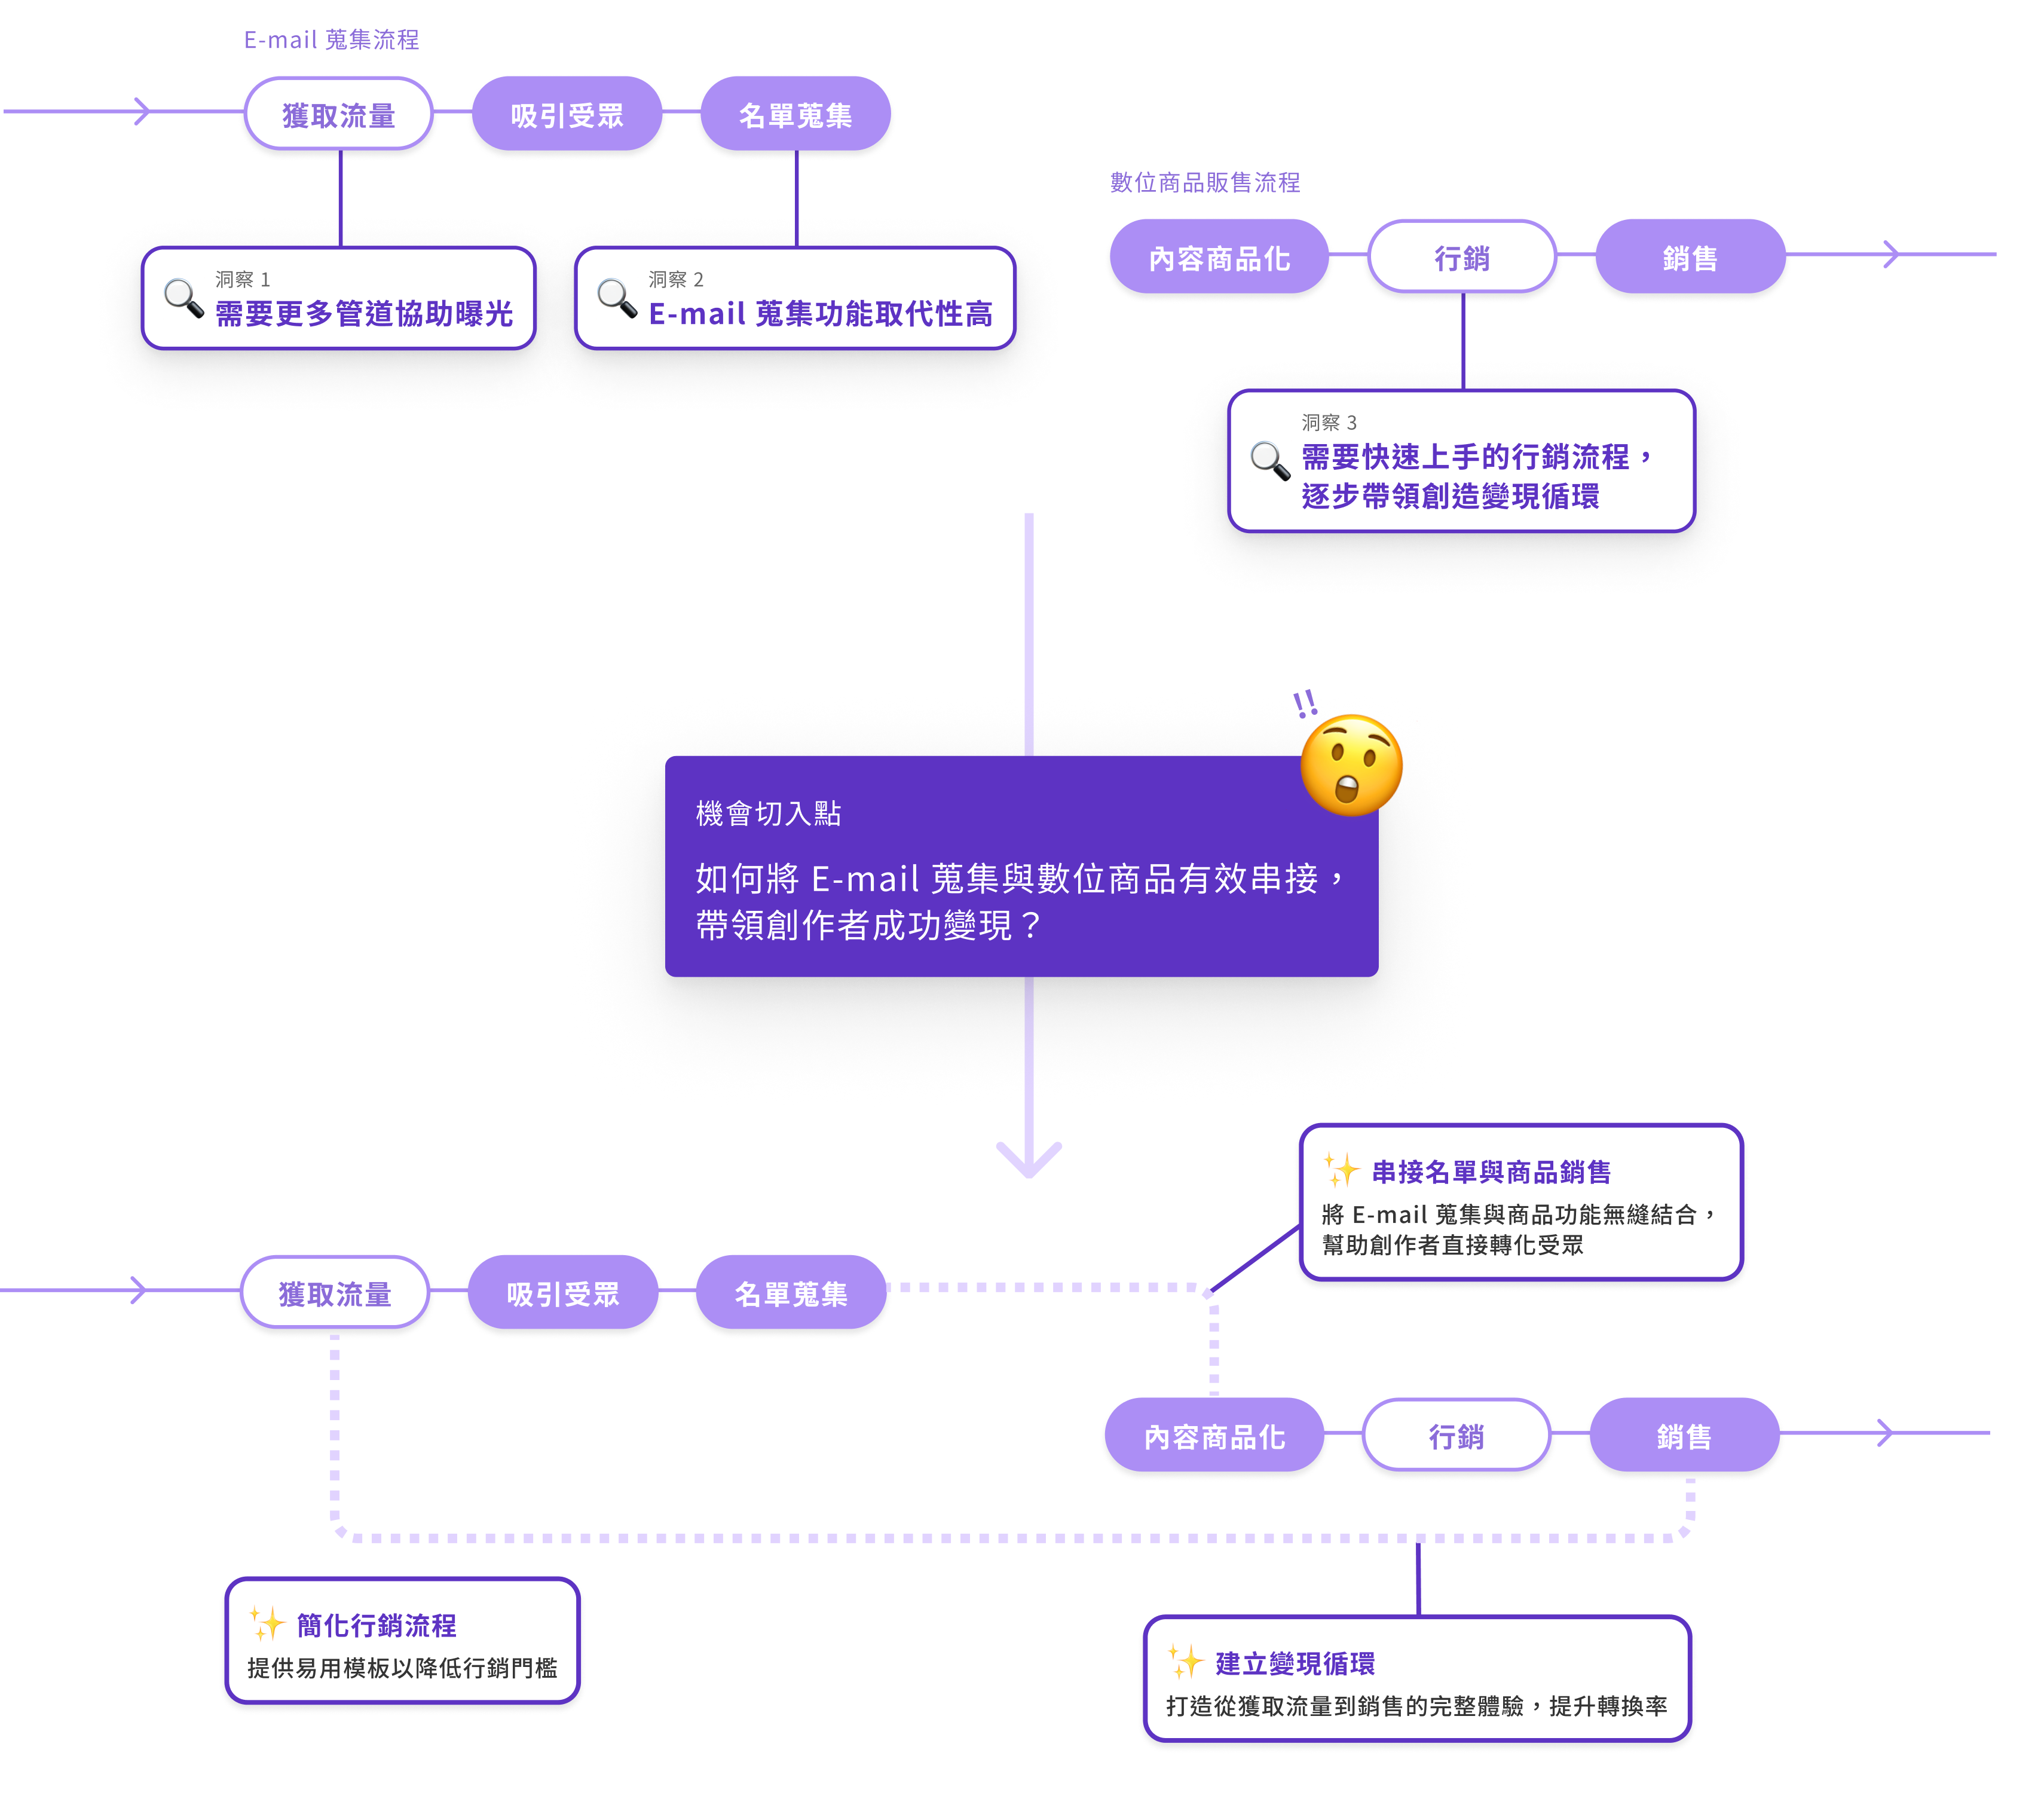 E-mail 蒐集流程
獲取流量
吸引受眾
名單蒐集
洞察 1
需要更多管道協助曝光
洞察 2
E-mail 蒐集功能取代性高
數位商品販售流程
內容商品化
行銷
銷售
洞察 3
需要快速上手的行銷流程，
逐步帶領創造變現循環
!!
機會切入點
如何將 E-mail 蒐集與數位商品有效串接，
帶領創作者成功變現？
串接名單與商品銷售
將 E-mail 蒐集與商品功能無縫結合，
幫助創作者直接轉化受眾
獲取流量
吸引受眾
名單蒐集
內容商品化
行銷
銷售
簡化行銷流程
提供易用模板以降低行銷門檻
建立變現循環
打造從獲取流量到銷售的完整體驗，提升轉換率